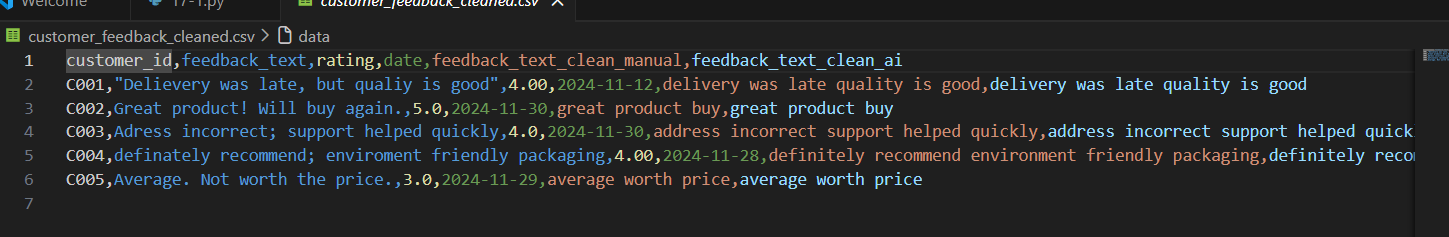 Welcome 17-1.py customer_feedback_cleaned.csv
customer_feedback_cleaned.csv > data
1 customer_id,feedback_text,rating,date,feedback_text_clean_manual,feedback_text_clean_ai
2 C001,"Delievery was late, but qualiy is good",4.00,2024-11-12,delivery was late quality is good,delivery was late quality is good
3 C002,Great product! Will buy again.,5.0,2024-11-30,great product buy,great product buy
4 C003,Adress incorrect; support helped quickly,4.0,2024-11-30,address incorrect support helped quickly,address incorrect support helped quick
5 C004,definately recommend; enviroment friendly packaging,4.00,2024-11-28,definitely recommend environment friendly packaging,definitely reco
6 C005,Average. Not worth the price.,3.0,2024-11-29,average worth price,average worth price
7